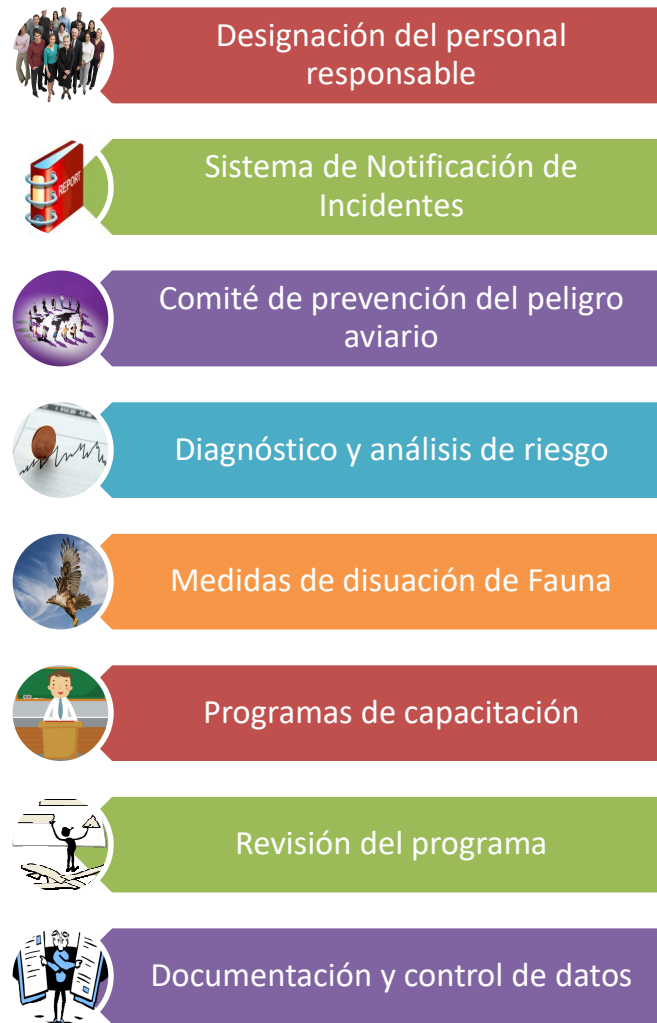 Designación del personal
responsable
REPORT
Sistema de Notificación de
Incidentes
Comité de prevención del peligro
aviario
Diagnóstico y análisis de riesgo
Medidas de disuación de Fauna
Programas de capacitación
Revisión del programa
Documentación y control de datos